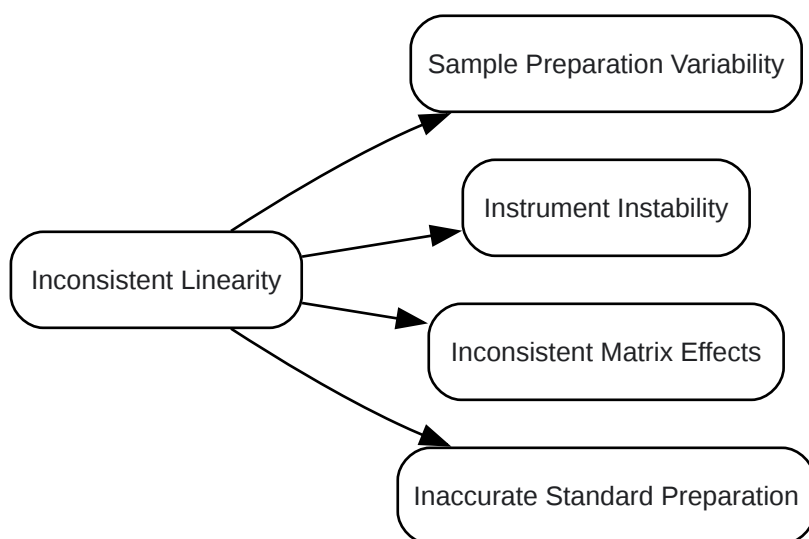 Sample Preparation Variability
Instrument Instability
Inconsistent Linearity
Inconsistent Matrix Effects
Inaccurate Standard Preparation